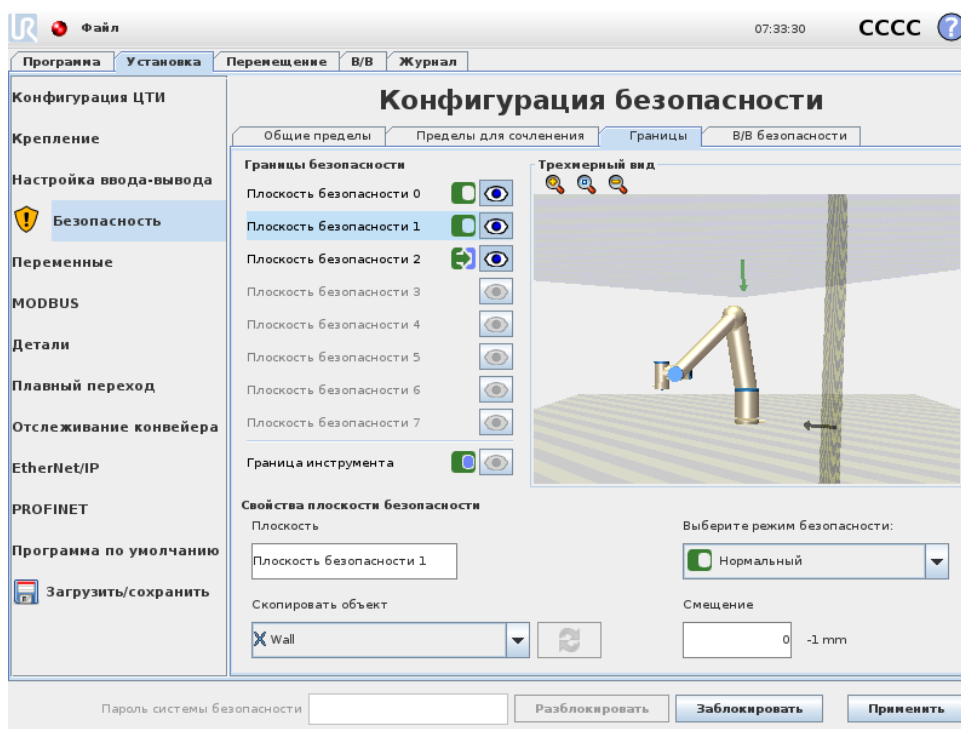 UR Файл 07:33:30 CCCC ?
Программа Установка Перемещение В/В Журнал
Конфигурация ЦТИ
Крепление
Настройка ввода-вывода
Безопасность
Переменные
MODBUS
Детали
Плавный переход
Отслеживание конвейера
EtherNet/IP
PROFINET
Программа по умолчанию
Загрузить/сохранить
Конфигурация безопасности
Общие пределы Пределы для сочленения Границы В/В безопасности
Границы безопасности
Плоскость безопасности 0
Плоскость безопасности 1
Плоскость безопасности 2
Плоскость безопасности 3
Плоскость безопасности 4
Плоскость безопасности 5
Плоскость безопасности 6
Плоскость безопасности 7
Граница инструмента
Трехмерный вид
Свойства плоскости безопасности
Плоскость
Плоскость безопасности 1
Скопировать объект
Wall
Выберите режим безопасности:
Нормальный
Смещение
0 -1 mm
Пароль системы безопасности Разблокировать Заблокировать Применить